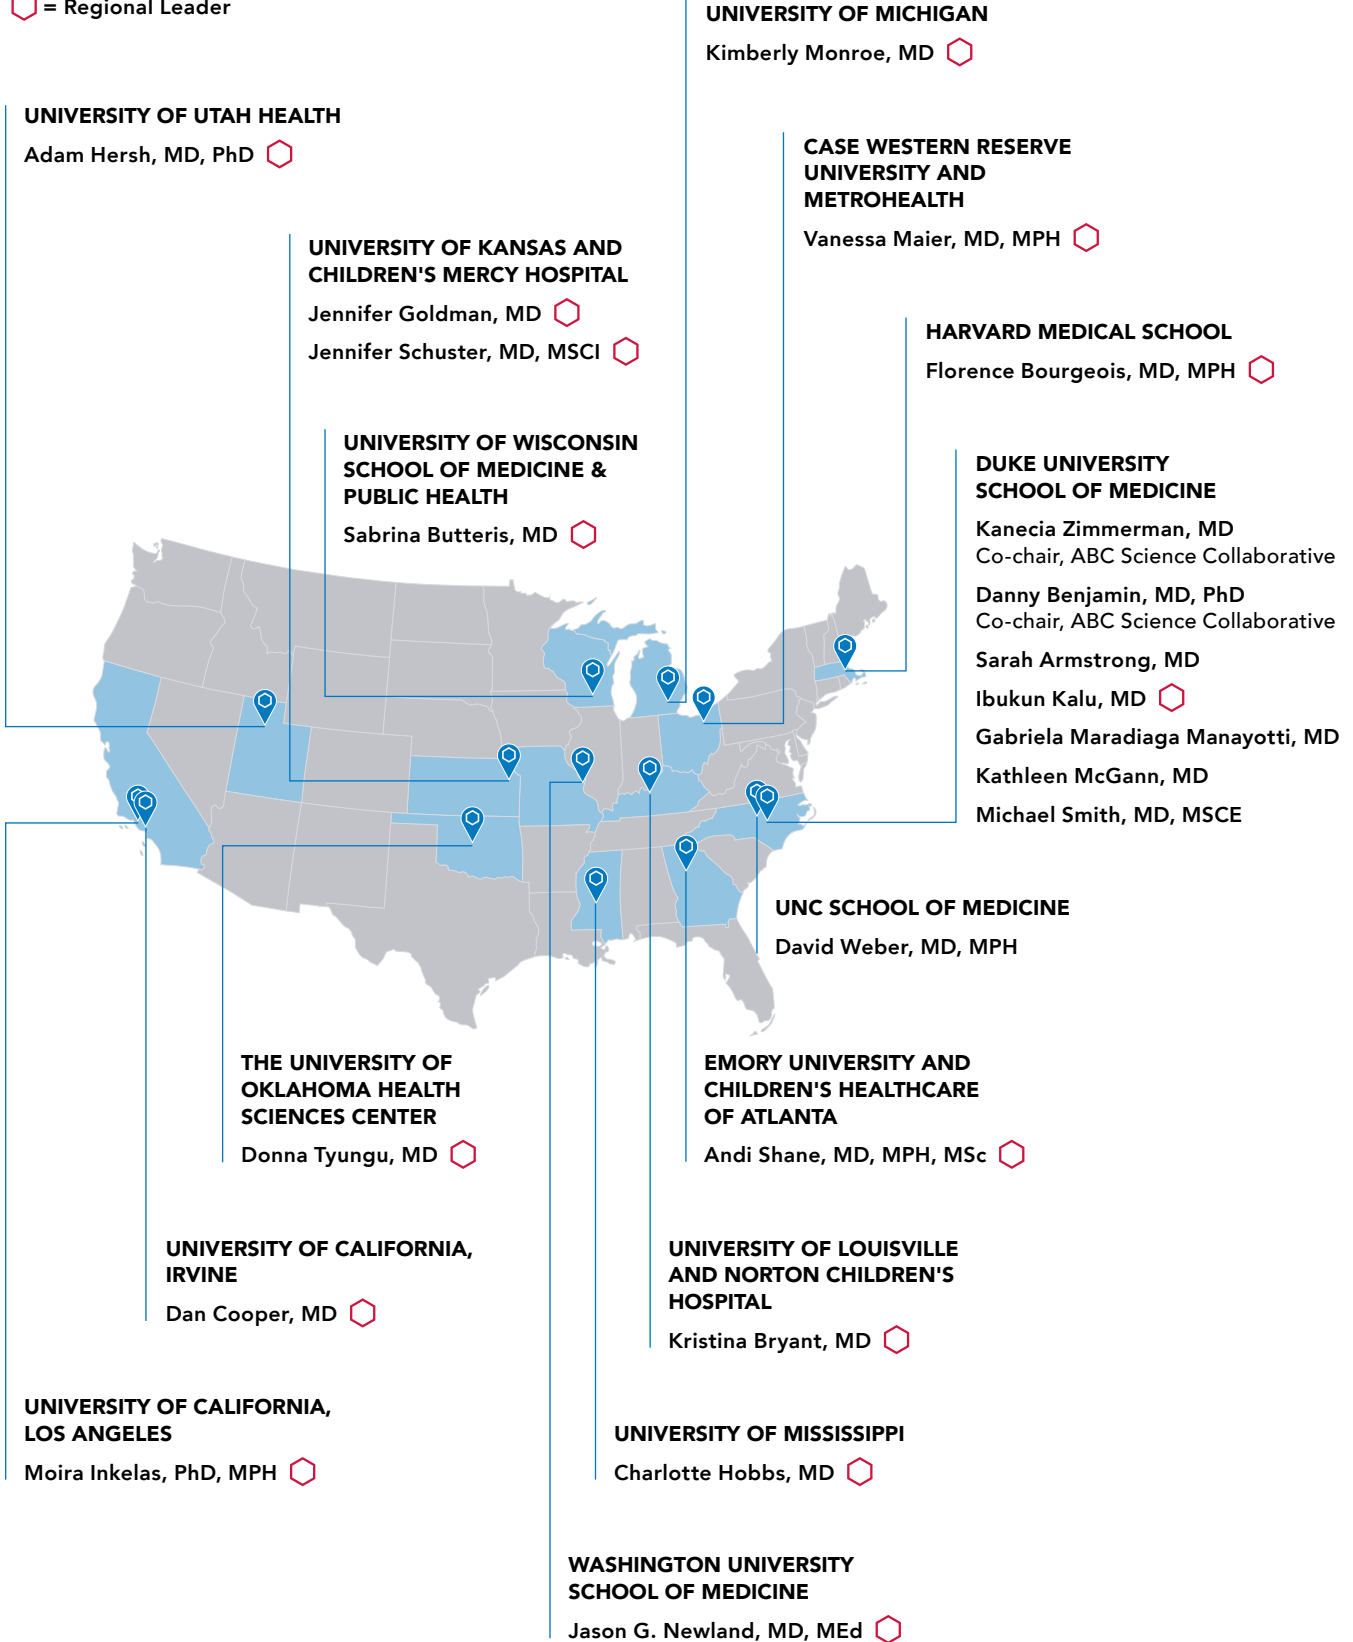 = Regional Leader
UNIVERSITY OF MICHIGAN
Kimberly Monroe, MD
UNIVERSITY OF UTAH HEALTH
Adam Hersh, MD, PhD
CASE WESTERN RESERVE
UNIVERSITY AND
METROHEALTH
Vanessa Maier, MD, MPH
UNIVERSITY OF KANSAS AND
CHILDREN'S MERCY HOSPITAL
Jennifer Goldman, MD
Jennifer Schuster, MD, MSCI
HARVARD MEDICAL SCHOOL
Florence Bourgeois, MD, MPH
UNIVERSITY OF WISCONSIN
SCHOOL OF MEDICINE &
PUBLIC HEALTH
Sabrina Butteris, MD
DUKE UNIVERSITY
SCHOOL OF MEDICINE
Kanecia Zimmerman, MD
Co-chair, ABC Science Collaborative
Danny Benjamin, MD, PhD
Co-chair, ABC Science Collaborative
Sarah Armstrong, MD
Ibukun Kalu, MD
Gabriela Maradiaga Manayotti, MD
Kathleen McGann, MD
Michael Smith, MD, MSCE
UNC SCHOOL OF MEDICINE
David Weber, MD, MPH
THE UNIVERSITY OF
OKLAHOMA HEALTH
SCIENCES CENTER
Donna Tyungu, MD
EMORY UNIVERSITY AND
CHILDREN'S HEALTHCARE
OF ATLANTA
Andi Shane, MD, MPH, MSc
UNIVERSITY OF CALIFORNIA,
IRVINE
Dan Cooper, MD
UNIVERSITY OF LOUISVILLE
AND NORTON CHILDREN'S
HOSPITAL
Kristina Bryant, MD
UNIVERSITY OF CALIFORNIA,
LOS ANGELES
Moira Inkelas, PhD, MPH
UNIVERSITY OF MISSISSIPPI
Charlotte Hobbs, MD
WASHINGTON UNIVERSITY
SCHOOL OF MEDICINE
Jason G. Newland, MD, MEd